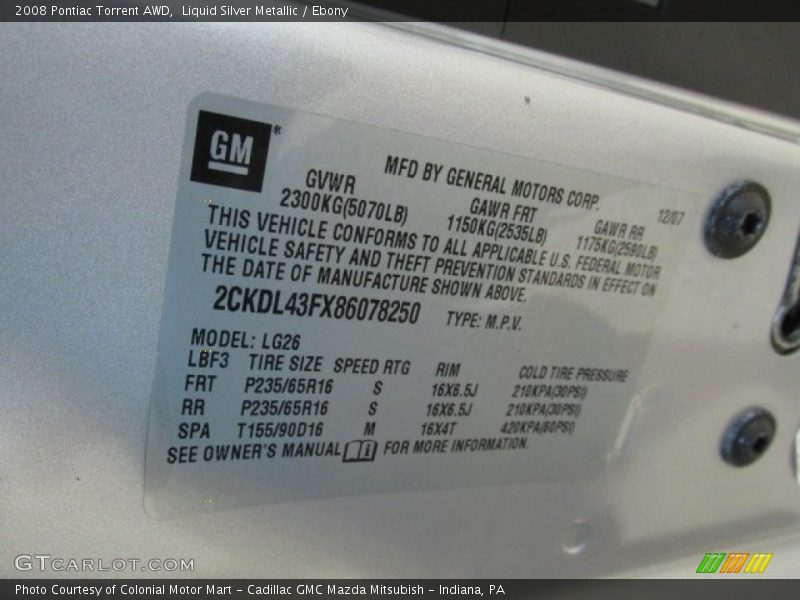 2008 Pontiac Torrent AWD,  Liquid Silver Metallic / Ebony
GM®
MFD BY GENERAL MOTORS CORP.
GVWR GAWR FRT GAWR RR 12/07
2300KG(5070LB) 1150KG(2535LB) 1175KG(2590LB)
THIS VEHICLE CONFORMS TO ALL APPLICABLE U.S. FEDERAL MOTOR
VEHICLE SAFETY AND THEFT PREVENTION STANDARDS IN EFFECT ON
THE DATE OF MANUFACTURE SHOWN ABOVE.
2CKDL43FX86078250 TYPE: M.P.V.
MODEL: LG26
LBF3 TIRE SIZE SPEED RTG RIM COLD TIRE PRESSURE
FRT P235/65R16 S 16X6.5J 210KPA(30PSI)
RR P235/65R16 S 16X6.5J 210KPA(30PSI)
SPA T155/90D16 M 16X4T 420KPA(60PSI)
SEE OWNER'S MANUAL FOR MORE INFORMATION.
GTCARLOT.COM
Photo Courtesy of Colonial Motor Mart - Cadillac GMC Mazda Mitsubish - Indiana, PA